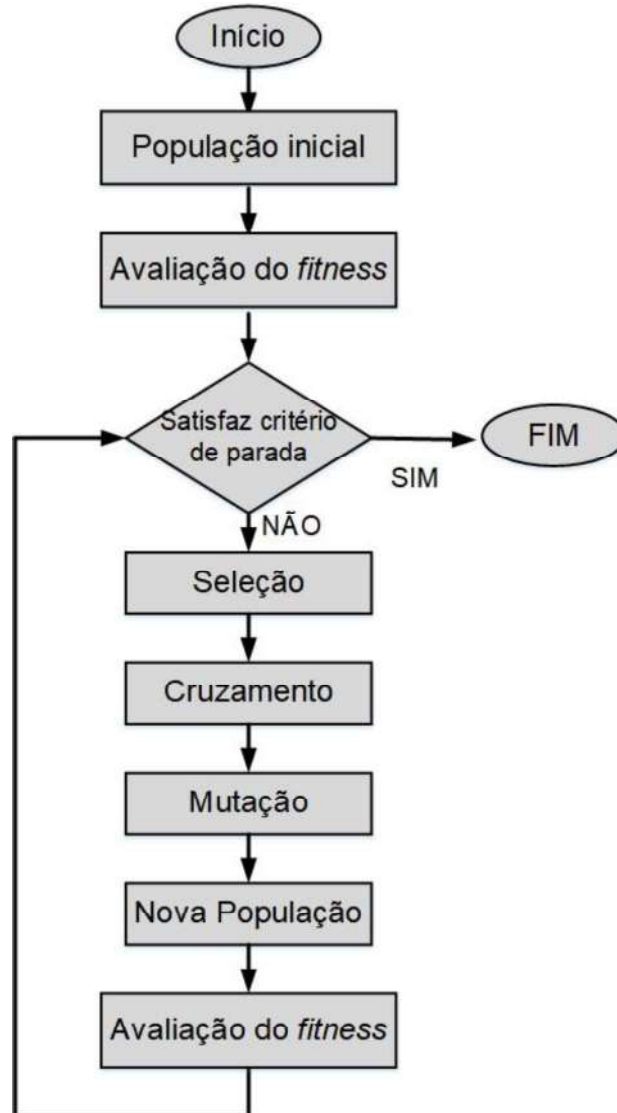 Início
População inicial
Avaliação do fitness
Satisfaz critério
de parada
FIM
SIM
NÃO
Seleção
Cruzamento
Mutação
Nova População
Avaliação do fitness